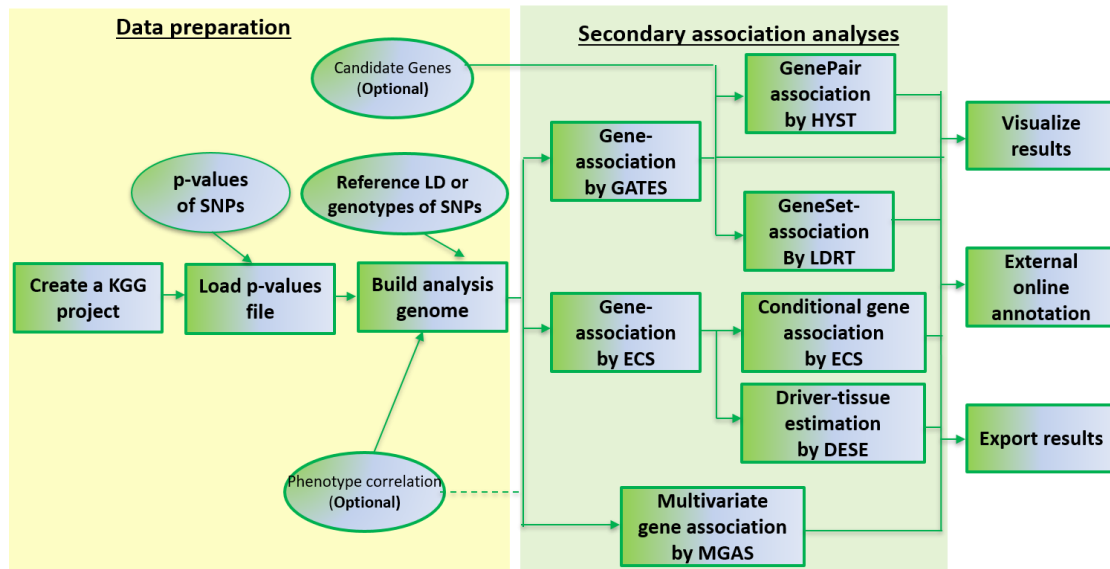 Data preparation
Candidate Genes
(Optional)
p-values
of SNPs
Reference LD or
genotypes of SNPs
Create a KGG
project
Load p-values
file
Build analysis
genome
Phenotype correlation
(Optional)
Secondary association analyses
GenePair
association
by HYST
Gene-
association
by GATES
GeneSet-
association
By LDRT
Gene-
association
by ECS
Conditional gene
association
by ECS
Driver-tissue
estimation
by DESE
Multivariate
gene association
by MGAS
Visualize
results
External
online
annotation
Export results